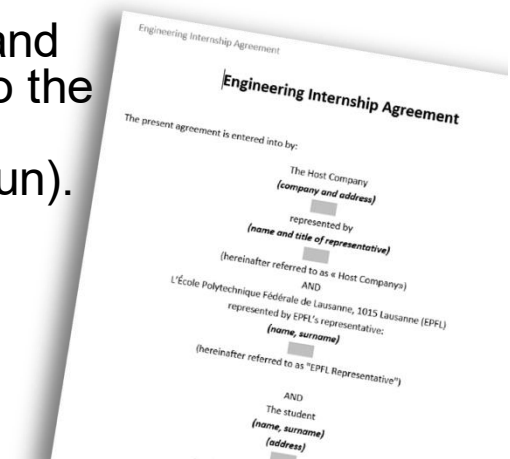 and
o the
un).
Engineering Internship Agreement
Engineering Internship Agreement
The present agreement is entered into by:
The Host Company
(company and address)
represented by
(name and title of representative)
(hereinafter referred to as « Host Company»)
AND
L'École Polytechnique Fédérale de Lausanne, 1015 Lausanne (EPFL)
represented by EPFL's representative:
(name, surname)
(hereinafter referred to as "EPFL Representative")
AND
The student
(name, surname)
(address)